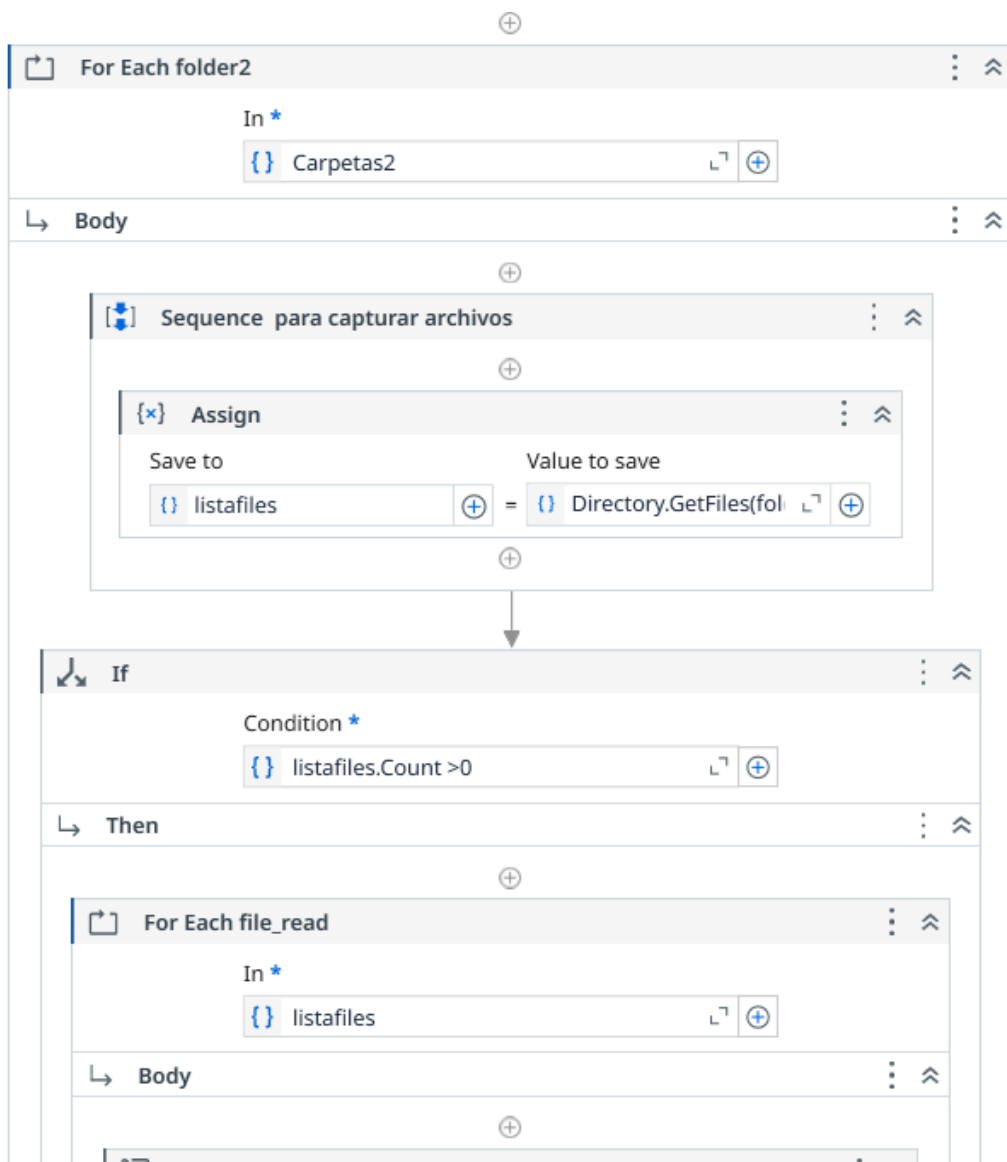 For Each folder2
In *
Carpetas2
Body
Sequence  para capturar archivos
Assign
Save to Value to save
listafiles = Directory.GetFiles(fol
If
Condition *
listafiles.Count >0
Then
For Each file_read
In *
listafiles
Body